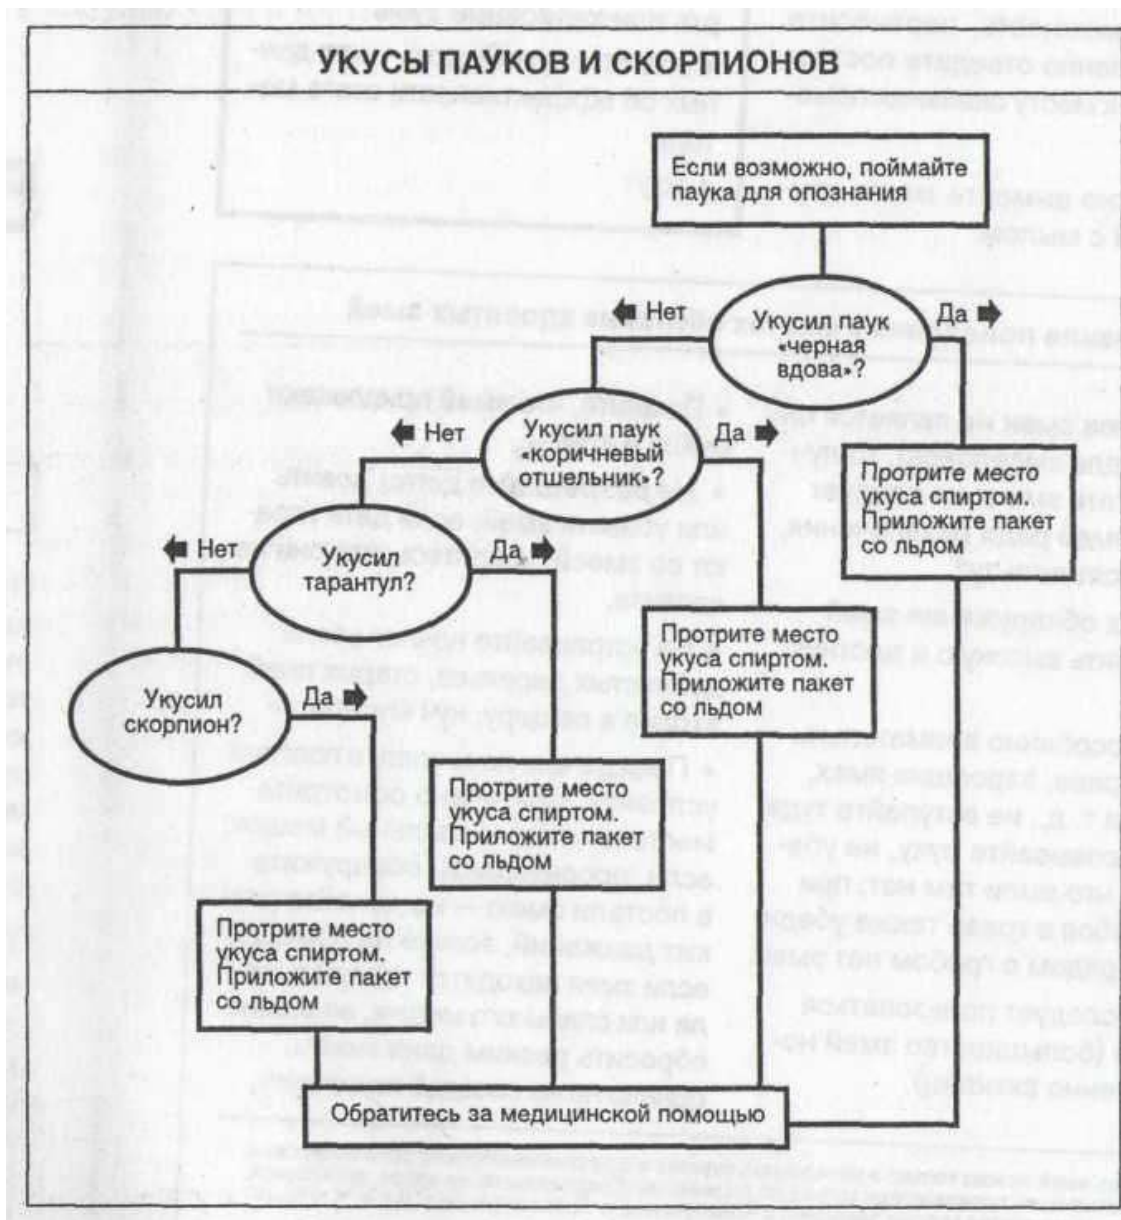 УКУСЫ ПАУКОВ И СКОРПИОНОВ
Если возможно, поймайте
паука для опознания
Нет
Укусил паук
«черная
вдова»?
Да
Нет
Укусил паук
«коричневый
отшельник»?
Да
Протрите место
укуса спиртом.
Приложите пакет
со льдом
Нет
Укусил
тарантул?
Да
Протрите место
укуса спиртом.
Приложите пакет
со льдом
Укусил
скорпион?
Да
Протрите место
укуса спиртом.
Приложите пакет
со льдом
Протрите место
укуса спиртом.
Приложите пакет
со льдом
Обратитесь за медицинской помощью